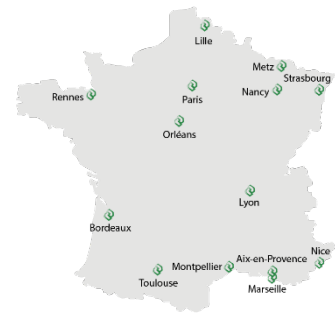 Lille
Metz
Strasbourg
Nancy
Rennes
Paris
Orléans
Lyon
Bordeaux
Nice
Aix-en-Provence
Montpellier
Toulouse
Marseille